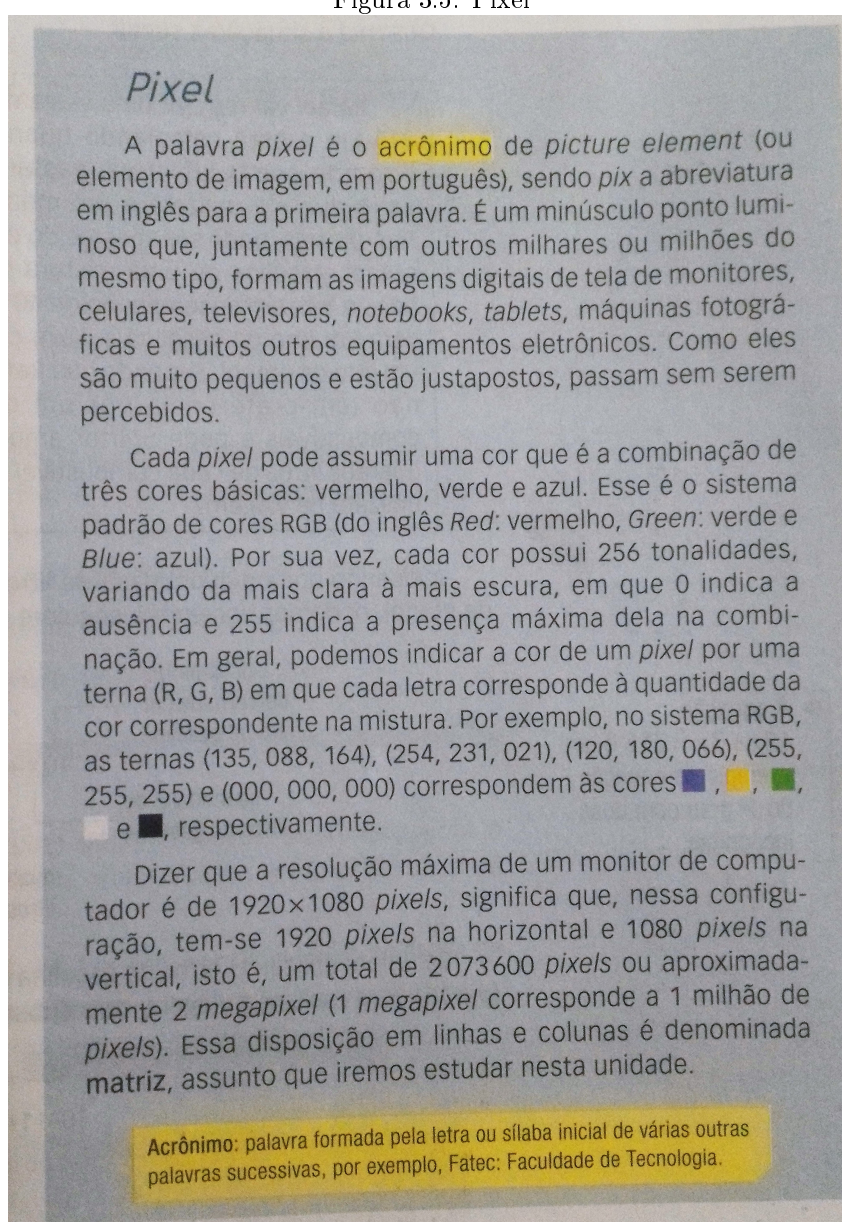 Figura 3.5: Pixel
Pixel
A palavra pixel é o acrônimo de picture element (ou
elemento de imagem, em português), sendo pix a abreviatura
em inglês para a primeira palavra. É um minúsculo ponto lumi-
noso que, juntamente com outros milhares ou milhões do
mesmo tipo, formam as imagens digitais de tela de monitores,
celulares, televisores, notebooks, tablets, máquinas fotográ-
ficas e muitos outros equipamentos eletrônicos. Como eles
são muito pequenos e estão justapostos, passam sem serem
percebidos.
Cada pixel pode assumir uma cor que é a combinação de
três cores básicas: vermelho, verde e azul. Esse é o sistema
padrão de cores RGB (do inglês Red: vermelho, Green: verde e
Blue: azul). Por sua vez, cada cor possui 256 tonalidades,
variando da mais clara à mais escura, em que 0 indica a
ausência e 255 indica a presença máxima dela na combi-
nação. Em geral, podemos indicar a cor de um pixel por uma
terna (R, G, B) em que cada letra corresponde à quantidade da
cor correspondente na mistura. Por exemplo, no sistema RGB,
as ternas (135, 088, 164), (254, 231, 021), (120, 180, 066), (255,
255, 255) e (000, 000, 000) correspondem às cores , , ,
e , respectivamente.
Dizer que a resolução máxima de um monitor de compu-
tador é de 1920×1080 pixels, significa que, nessa configu-
ração, tem-se 1920 pixels na horizontal e 1080 pixels na
vertical, isto é, um total de 2 073 600 pixels ou aproximada-
mente 2 megapixel (1 megapixel corresponde a 1 milhão de
pixels). Essa disposição em linhas e colunas é denominada
matriz, assunto que iremos estudar nesta unidade.
Acrônimo: palavra formada pela letra ou sílaba inicial de várias outras
palavras sucessivas, por exemplo, Fatec: Faculdade de Tecnologia.